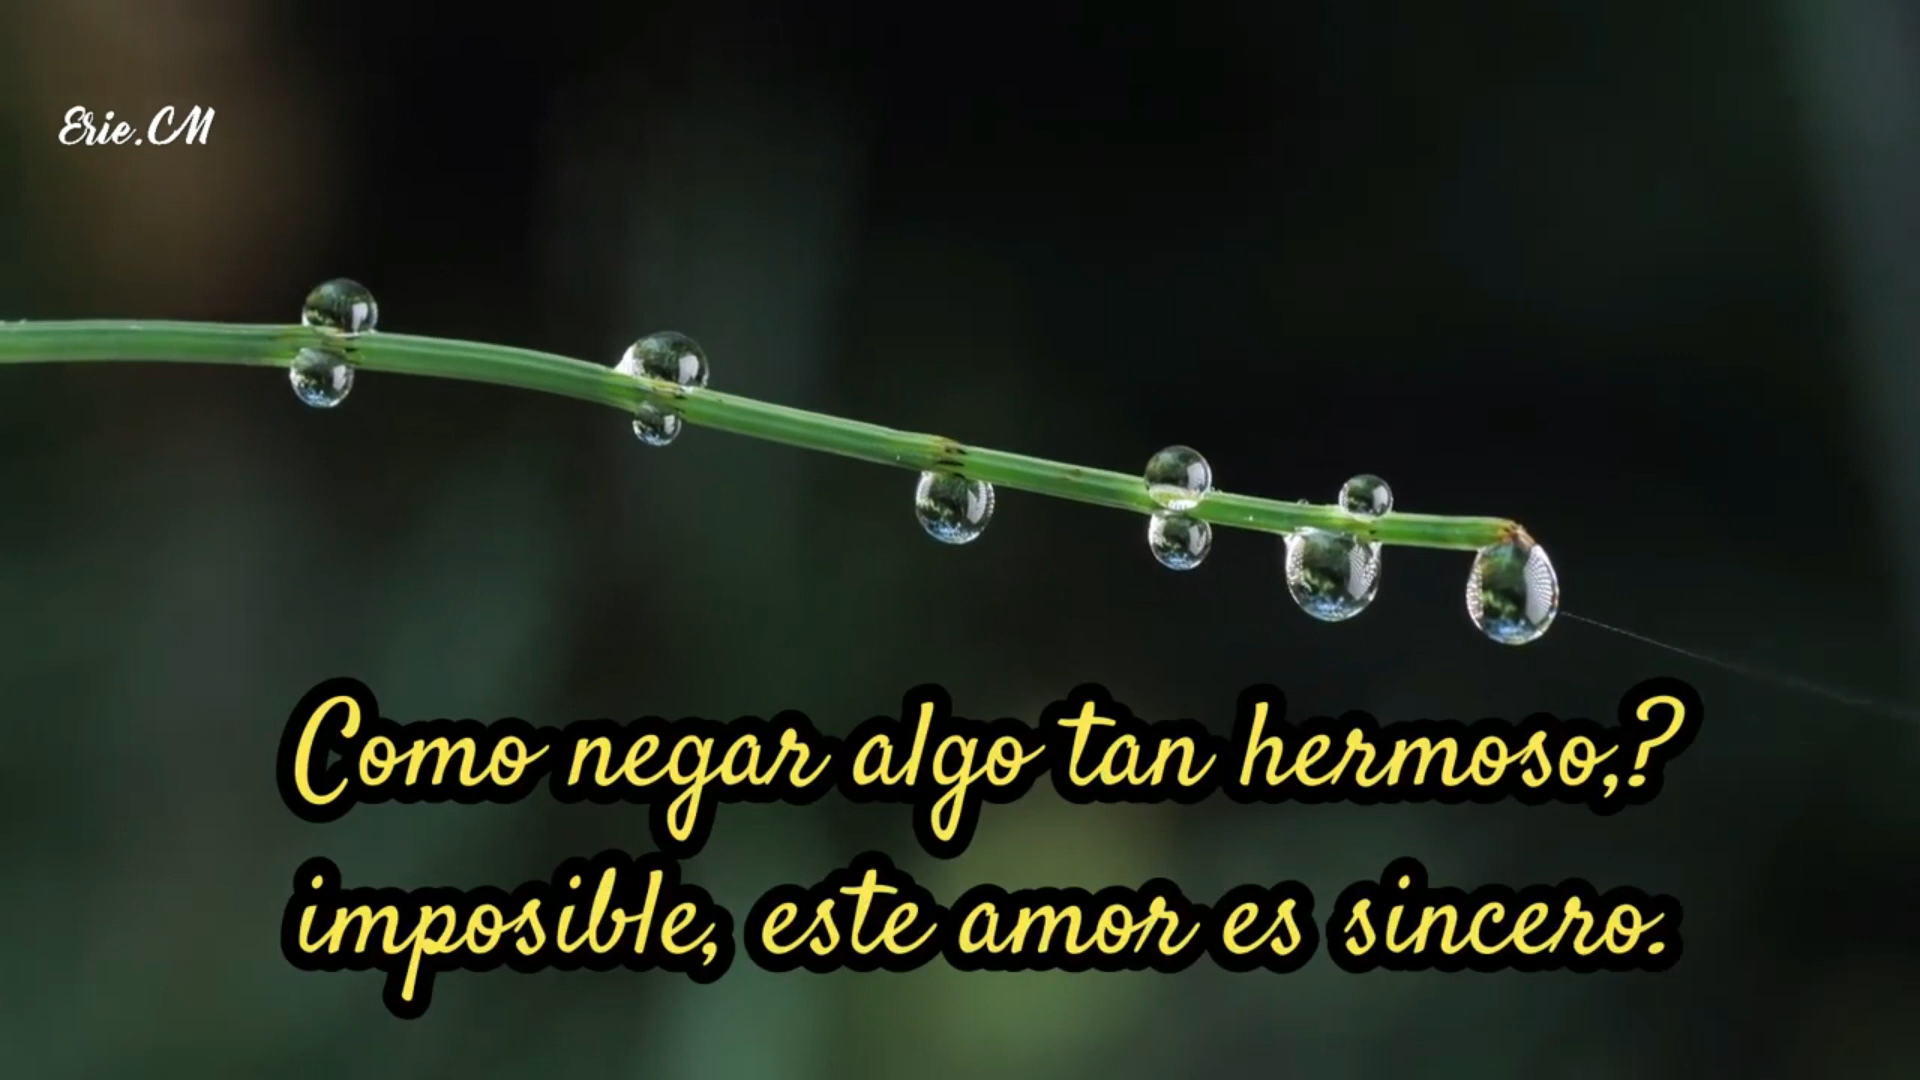 Erie.CM
Como negar algo tan hermoso,?
imposible, este amor es sincero.